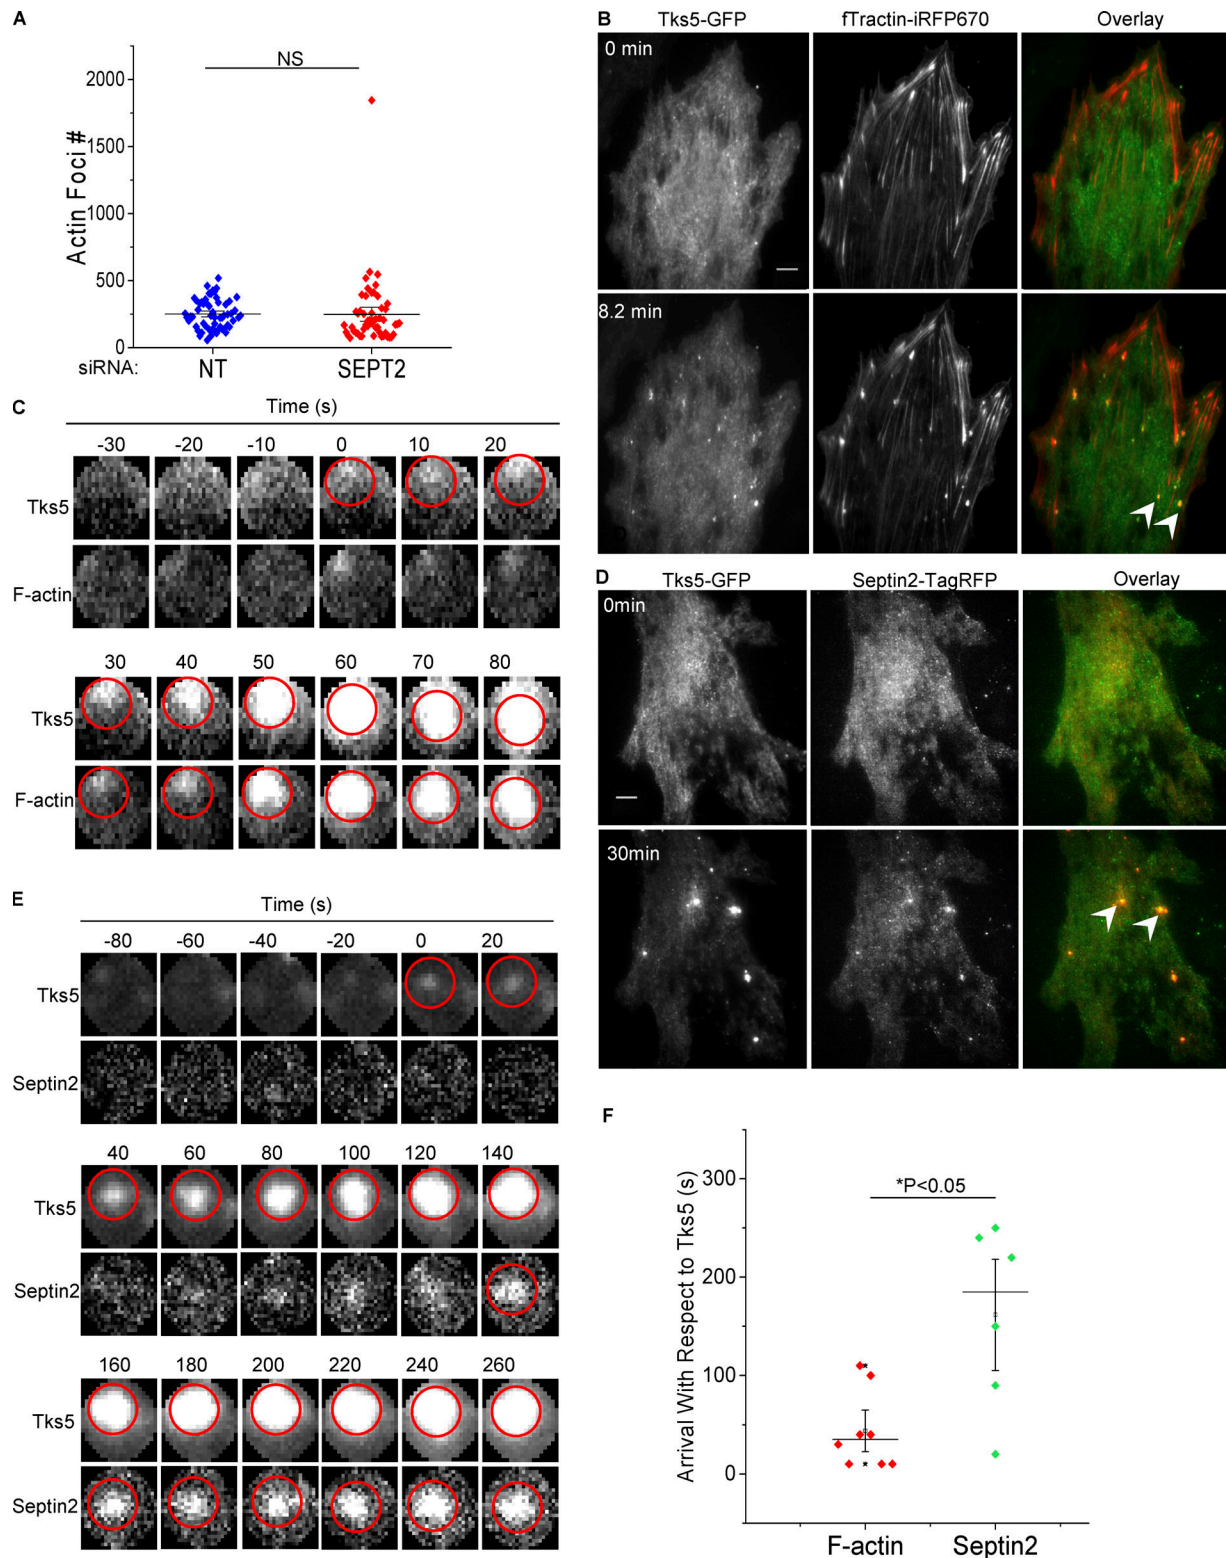 A
NS
2000
1500
1000
500
0
Actin Foci #
siRNA:
NT
SEPT2
B
Tks5-GFP
fTractin-iRFP670
Overlay
0 min
8.2 min
C
Time (s)
-30 -20 -10 0 10 20
Tks5
F-actin
30 40 50 60 70 80
Tks5
F-actin
D
Tks5-GFP
Septin2-TagRFP
Overlay
0min
30min
E
Time (s)
-80 -60 -40 -20 0 20
Tks5
Septin2
40 60 80 100 120 140
Tks5
Septin2
160 180 200 220 240 260
Tks5
Septin2
F
*P<0.05
300
200
100
0
Arrival With Respect to Tks5 (s)
F-actin
Septin2